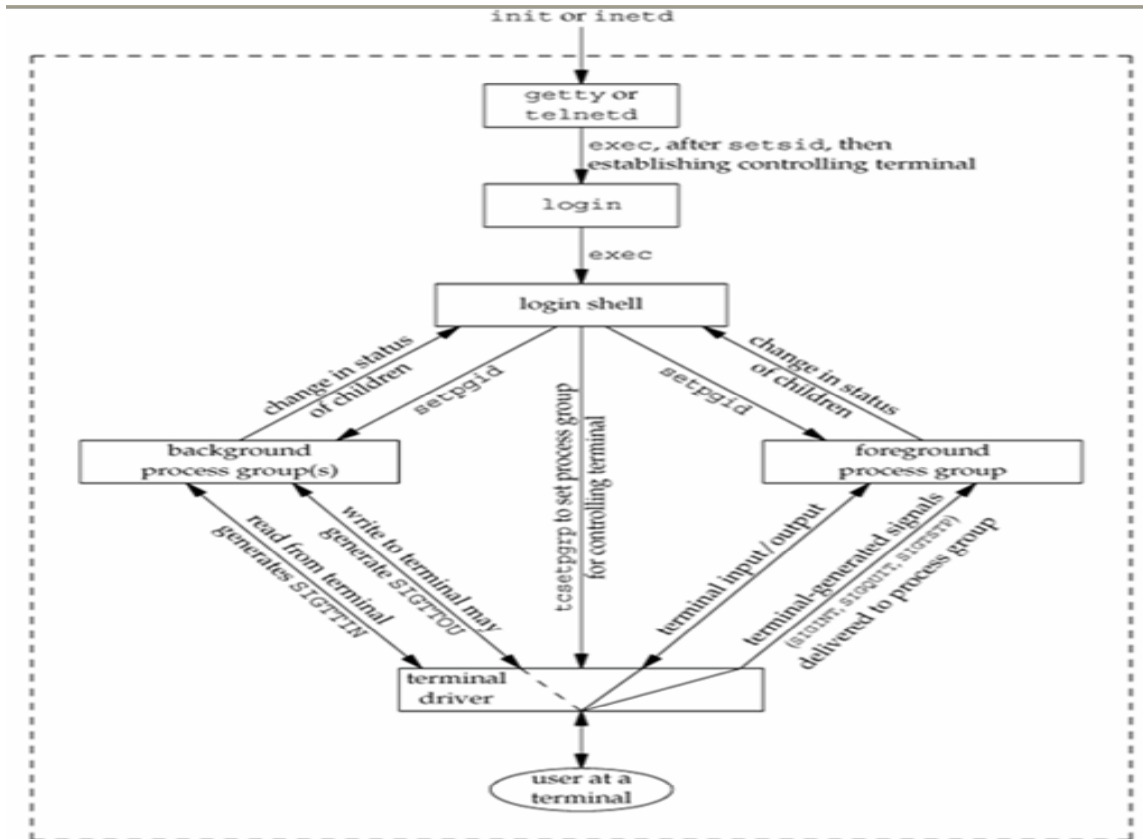 init or inetd
getty or
telnetd
exec, after setsid, then
establishing controlling terminal
login
exec
login shell
change in status
of children
setpgid
tcsetpgrp to set process group
for controlling terminal
setpgid
change in status
of children
background
process group(s)
foreground
process group
read from terminal
generates SIGTTIN
write to terminal may
generate SIGTTOU
terminal input/output
terminal-generated signals
(SIGINT, SIGQUIT, SIGTSTP)
delivered to process group
terminal
driver
user at a
terminal